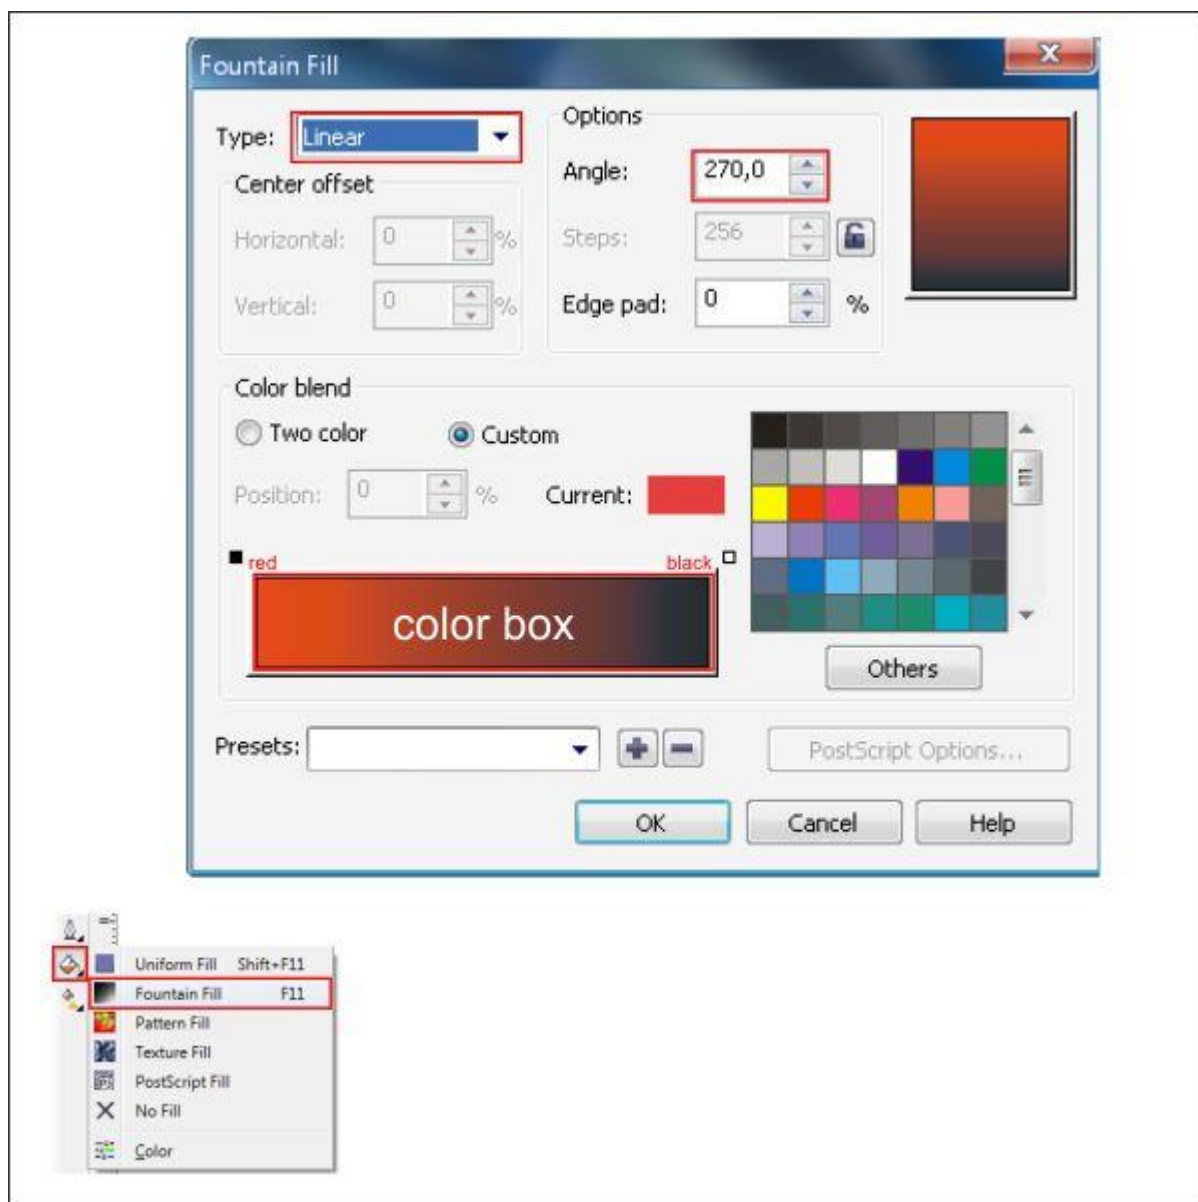 Fountain Fill
Type: Linear
Options
Angle: 270,0
Center offset
Horizontal: 0 %
Steps: 256
Vertical: 0 %
Edge pad: 0 %
Color blend
Two color Custom
Position: 0 % Current:
red black
color box
Others
Presets:
PostScript Options...
OK Cancel Help
Uniform Fill Shift+F11
Fountain Fill F11
Pattern Fill
Texture Fill
PostScript Fill
No Fill
Color